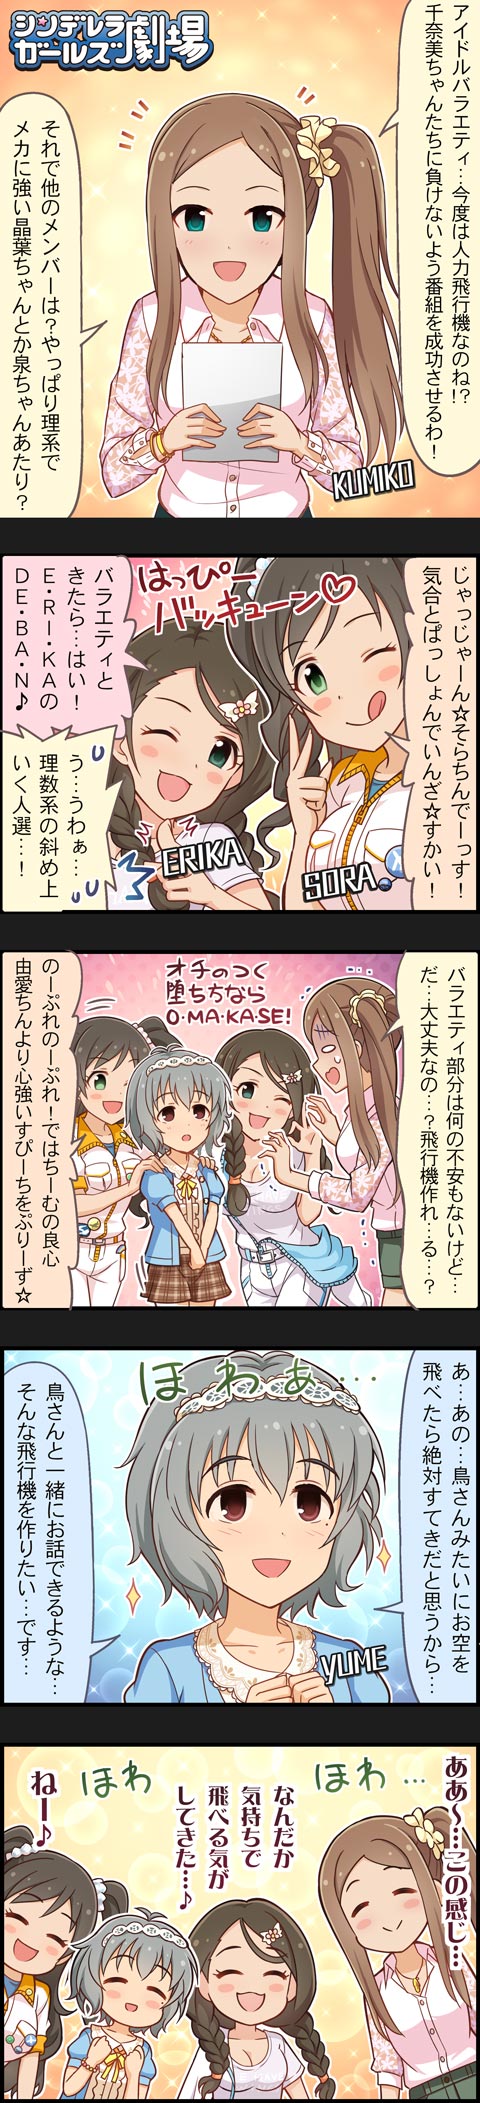 シンデレラ
ガールズ劇場
アイドルバラエティ…今度は人力飛行機なのね!?
千奈美ちゃんたちに負けないよう番組を成功させるわ！
それで他のメンバーは？やっぱり理系で
メカに強い晶葉ちゃんとか泉ちゃんあたり？
KUMIKO
じゃっじゃーん☆そらちんでーっす！
気合とぱっしょんでいんざ☆すかい！
はっぴー
バッキューン♡
バラエティと
きたら…はい！
E・R・I・KAの
DE・BA・N♪
う…うわぁ…
理数系の斜め上
いく人選…！
ERIKA
SORA
バラエティ部分は何の不安もないけど…
だ…大丈夫なの…？飛行機作れ…る…？
オチのつく
堕ち方なら
O・MA・KA・SE!
のーぷれのーぷれ！ではちーむの良心
由愛ちんより心強いすぴーちをぷりーず☆
ほわぁ…
あ…あの…鳥さんみたいにお空を
飛べたら絶対すてきだと思うから…
鳥さんと一緒にお話できるような…
そんな飛行機を作りたい…です…
YUME
ああ〜…この感じ…
ほわ…
なんだか
気持ちで
飛べる気が
してきた…♪
ほわ
ねー♪